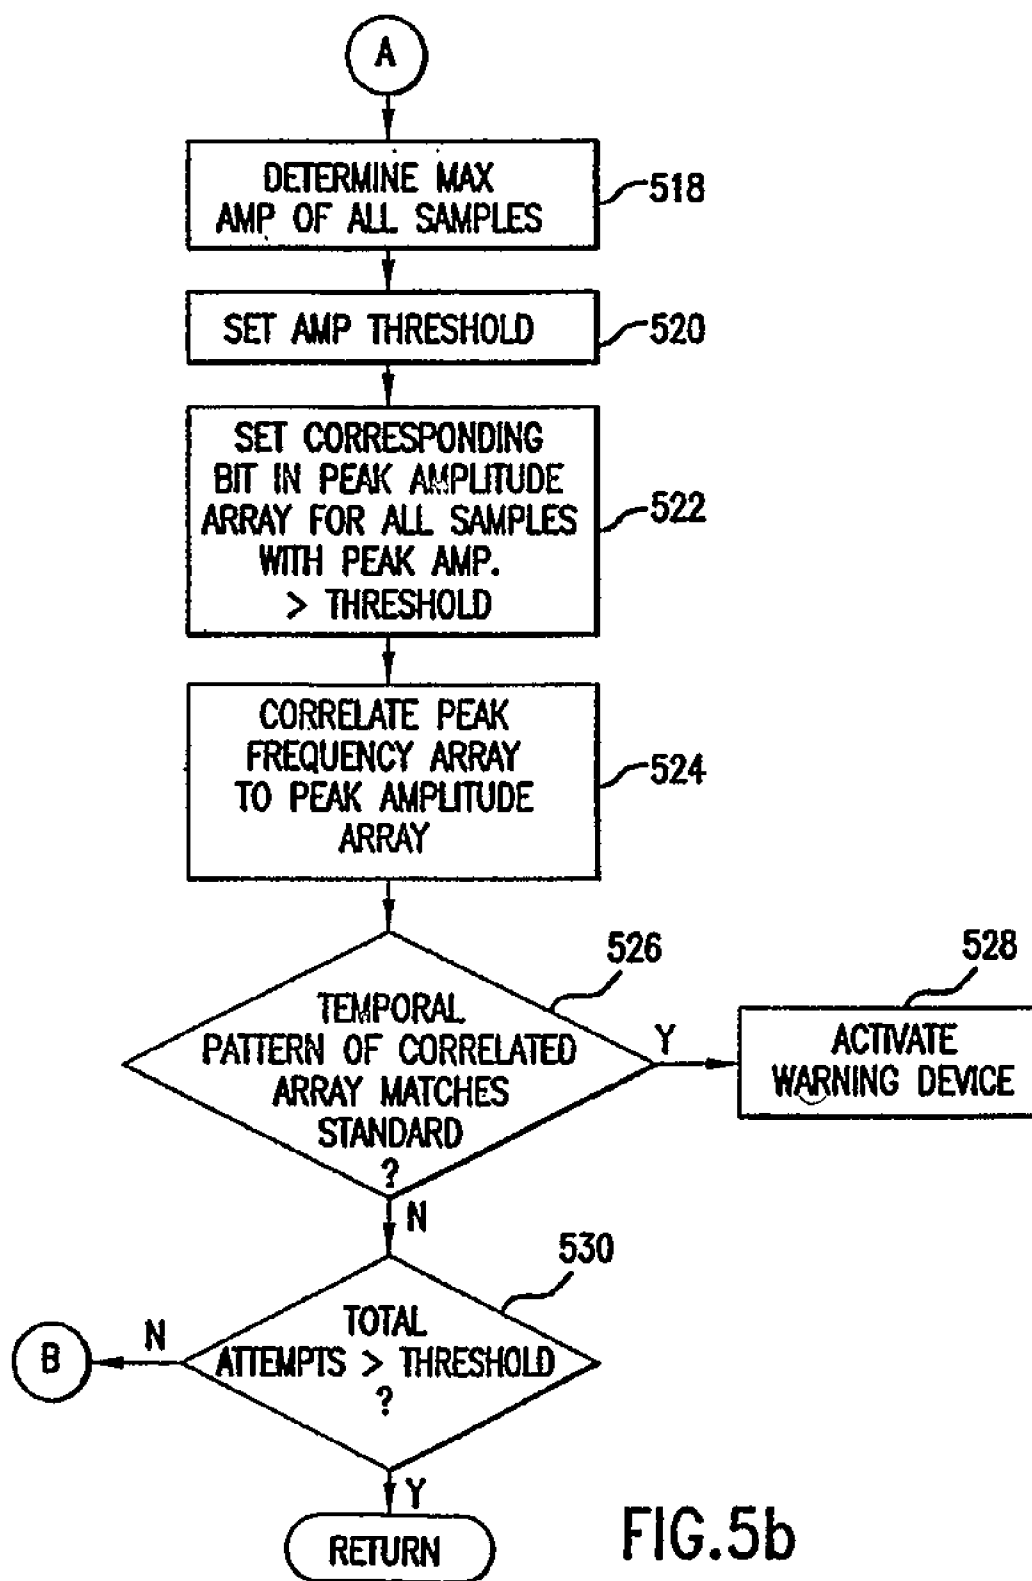 A
DETERMINE MAX
AMP OF ALL SAMPLES
518
SET AMP THRESHOLD
520
SET CORRESPONDING
BIT IN PEAK AMPLITUDE
ARRAY FOR ALL SAMPLES
WITH PEAK AMP.
> THRESHOLD
522
CORRELATE PEAK
FREQUENCY ARRAY
TO PEAK AMPLITUDE
ARRAY
524
526
TEMPORAL
PATTERN OF CORRELATED
ARRAY MATCHES
STANDARD
?
Y
528
ACTIVATE
WARNING DEVICE
N
530
TOTAL
ATTEMPTS > THRESHOLD
?
N
B
Y
RETURN
FIG.5b